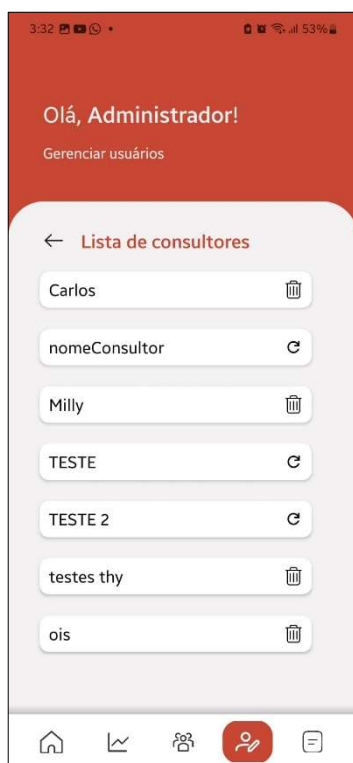 3:32
53%
Olá, Administrador!
Gerenciar usuários
Lista de consultores
Carlos
nomeConsultor
Milly
TESTE
TESTE 2
testes thy
ois